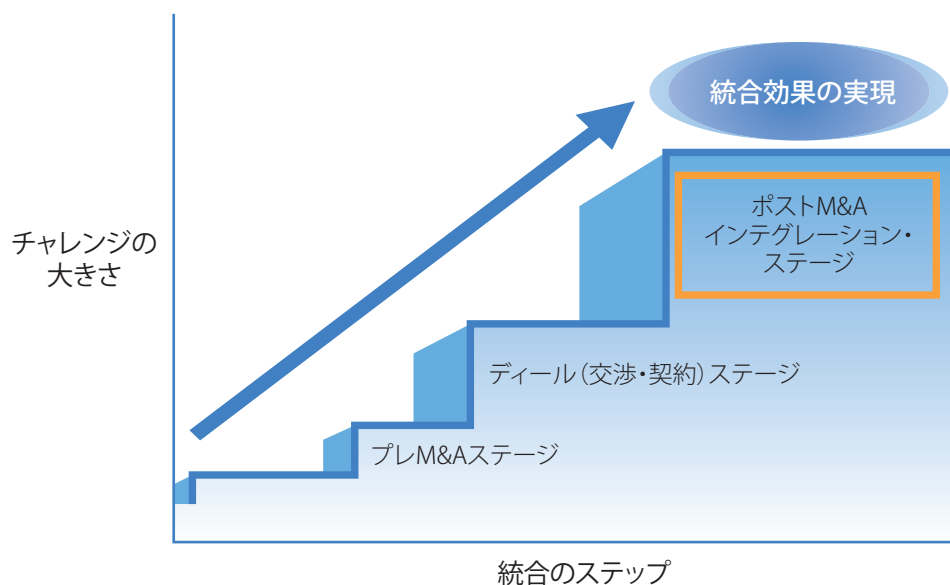 統合効果の実現
ポストM&A
インテグレーション・
ステージ
チャレンジの
大きさ
ディール（交渉・契約）ステージ
プレM&Aステージ
統合のステップ